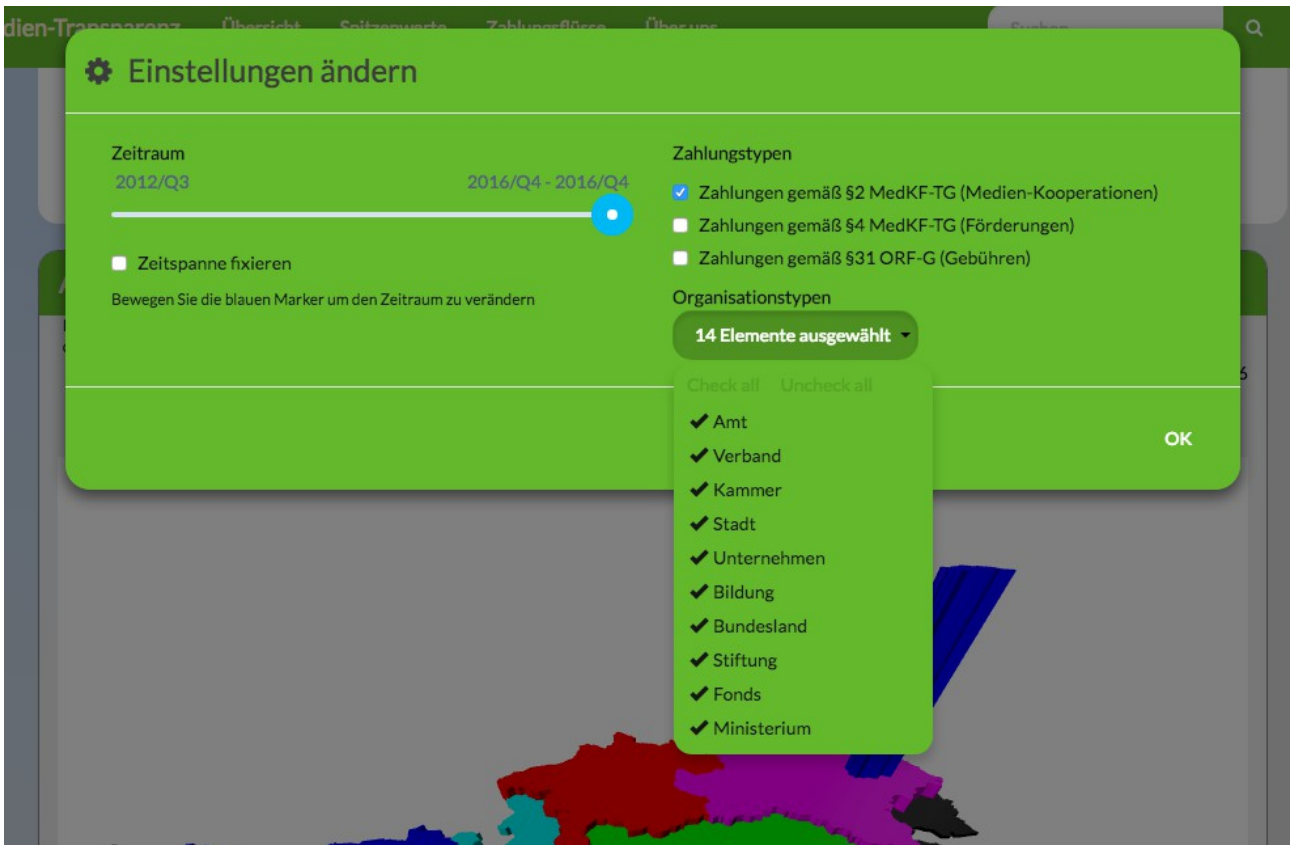 dien-Transparenz Übersicht Spitzenwerte Zahlungsflüsse Über uns Suchen
Einstellungen ändern
Zeitraum
2012/Q3 2016/Q4 - 2016/Q4
Zeitspanne fixieren
Bewegen Sie die blauen Marker um den Zeitraum zu verändern
Zahlungstypen
Zahlungen gemäß §2 MedKF-TG (Medien-Kooperationen)
Zahlungen gemäß §4 MedKF-TG (Förderungen)
Zahlungen gemäß §31 ORF-G (Gebühren)
Organisationstypen
14 Elemente ausgewählt
Check all Uncheck all
Amt
Verband
Kammer
Stadt
Unternehmen
Bildung
Bundesland
Stiftung
Fonds
Ministerium
OK